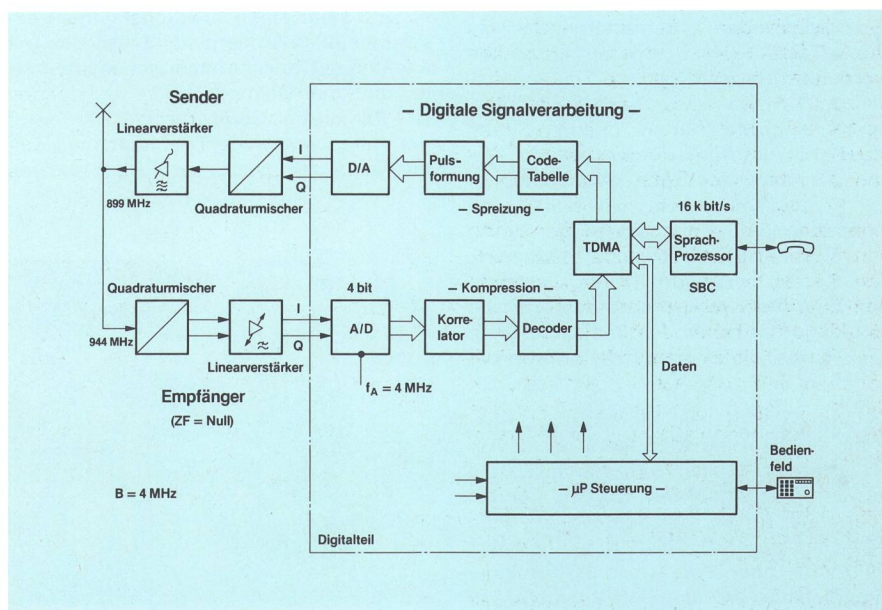 Sender
— Digitale Signalverarbeitung —
Linearverstärker
899 MHz
Quadraturmischer
I
Q
D/A
Puls-
formung
Code-
Tabelle
— Spreizung —
TDMA
16 k bit/s
Sprach-
Prozessor
SBC
Quadraturmischer
944 MHz
Linearverstärker
I
Q
4 bit
A/D
f_A = 4 MHz
— Kompression —
Korre-
lator
Decoder
Daten
Empfänger
(ZF = Null)
B = 4 MHz
— µP Steuerung —
Bedien-
feld
Digitalteil